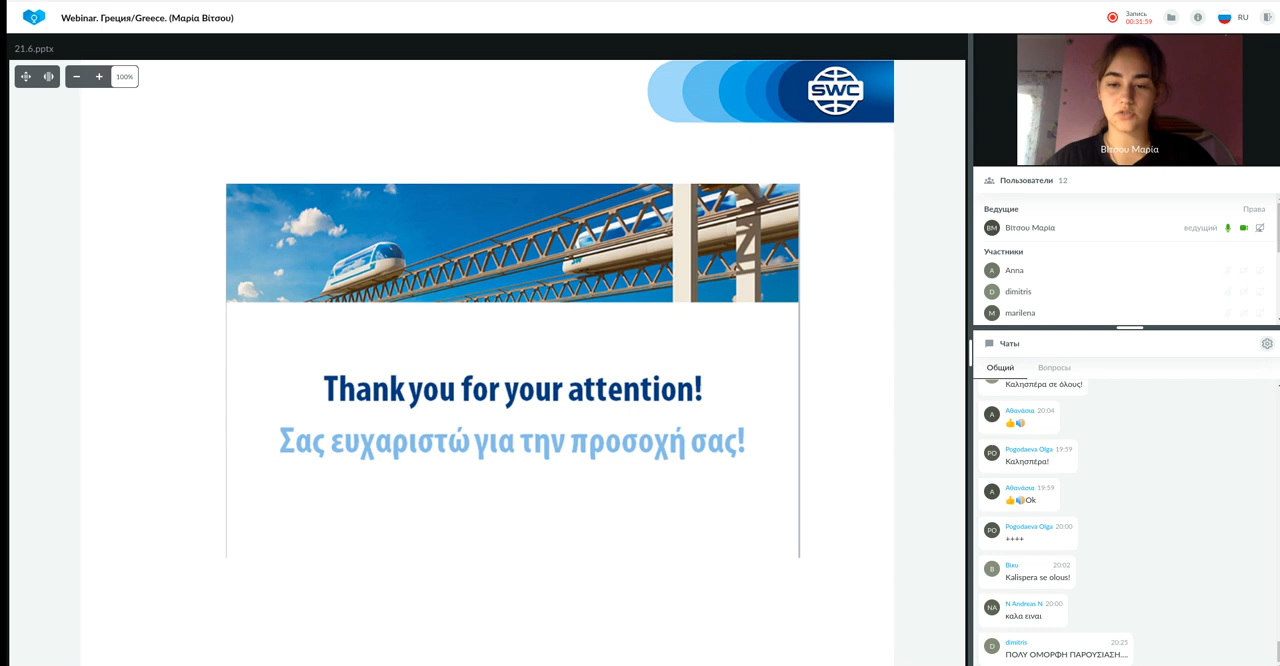 Webinar. Греция/Greece. (Μαρία Βίτσου)
Запись
00:31:59
RU
21.6.pptx
100%
SWC
Thank you for your attention!
Σας ευχαριστώ για την προσοχή σας!
Βίτσου Μαρία
Пользователи 12
Ведущие Права
ΒΜ Βίτσου Μαρία ведущий
Участники
A Anna
D dimitris
M marilena
Чаты
Общий Вопросы
Καλησπέρα σε όλους!
A Αθανάσια 20:04
👍
PO Pogodaeva Olga 19:59
Καλησπέρα!
A Αθανάσια 19:59
👍Ok
PO Pogodaeva Olga 20:00
++++
20:02
Kalispera se olous!
NA N Andreas N 20:00
καλα ειναι
D dimitris 20:25
ΠΟΛΥ ΟΜΟΡΦΗ ΠΑΡΟΥΣΙΑΣΗ....